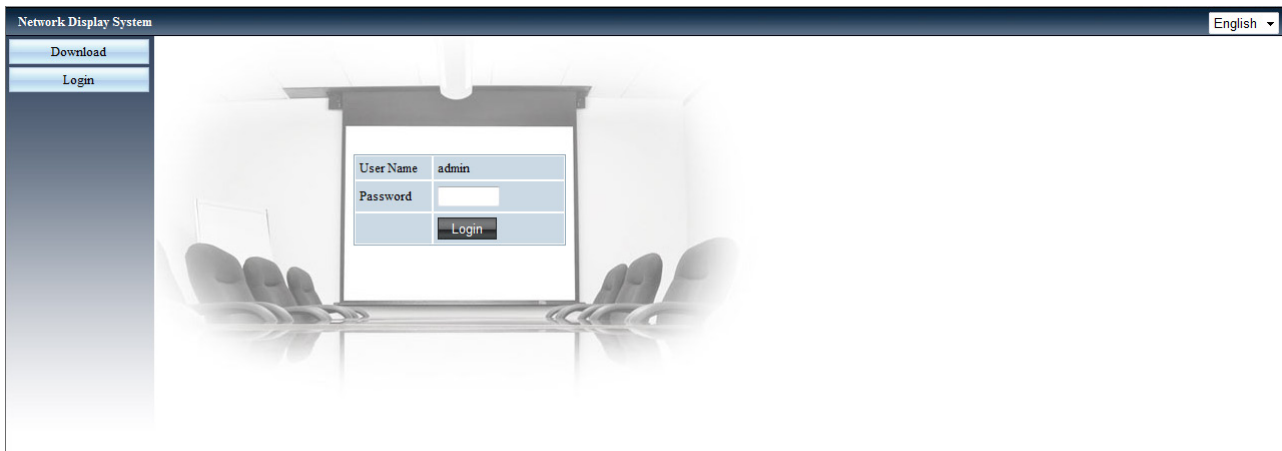 Network Display System
English
Download
Login
User Name admin
Password
Login